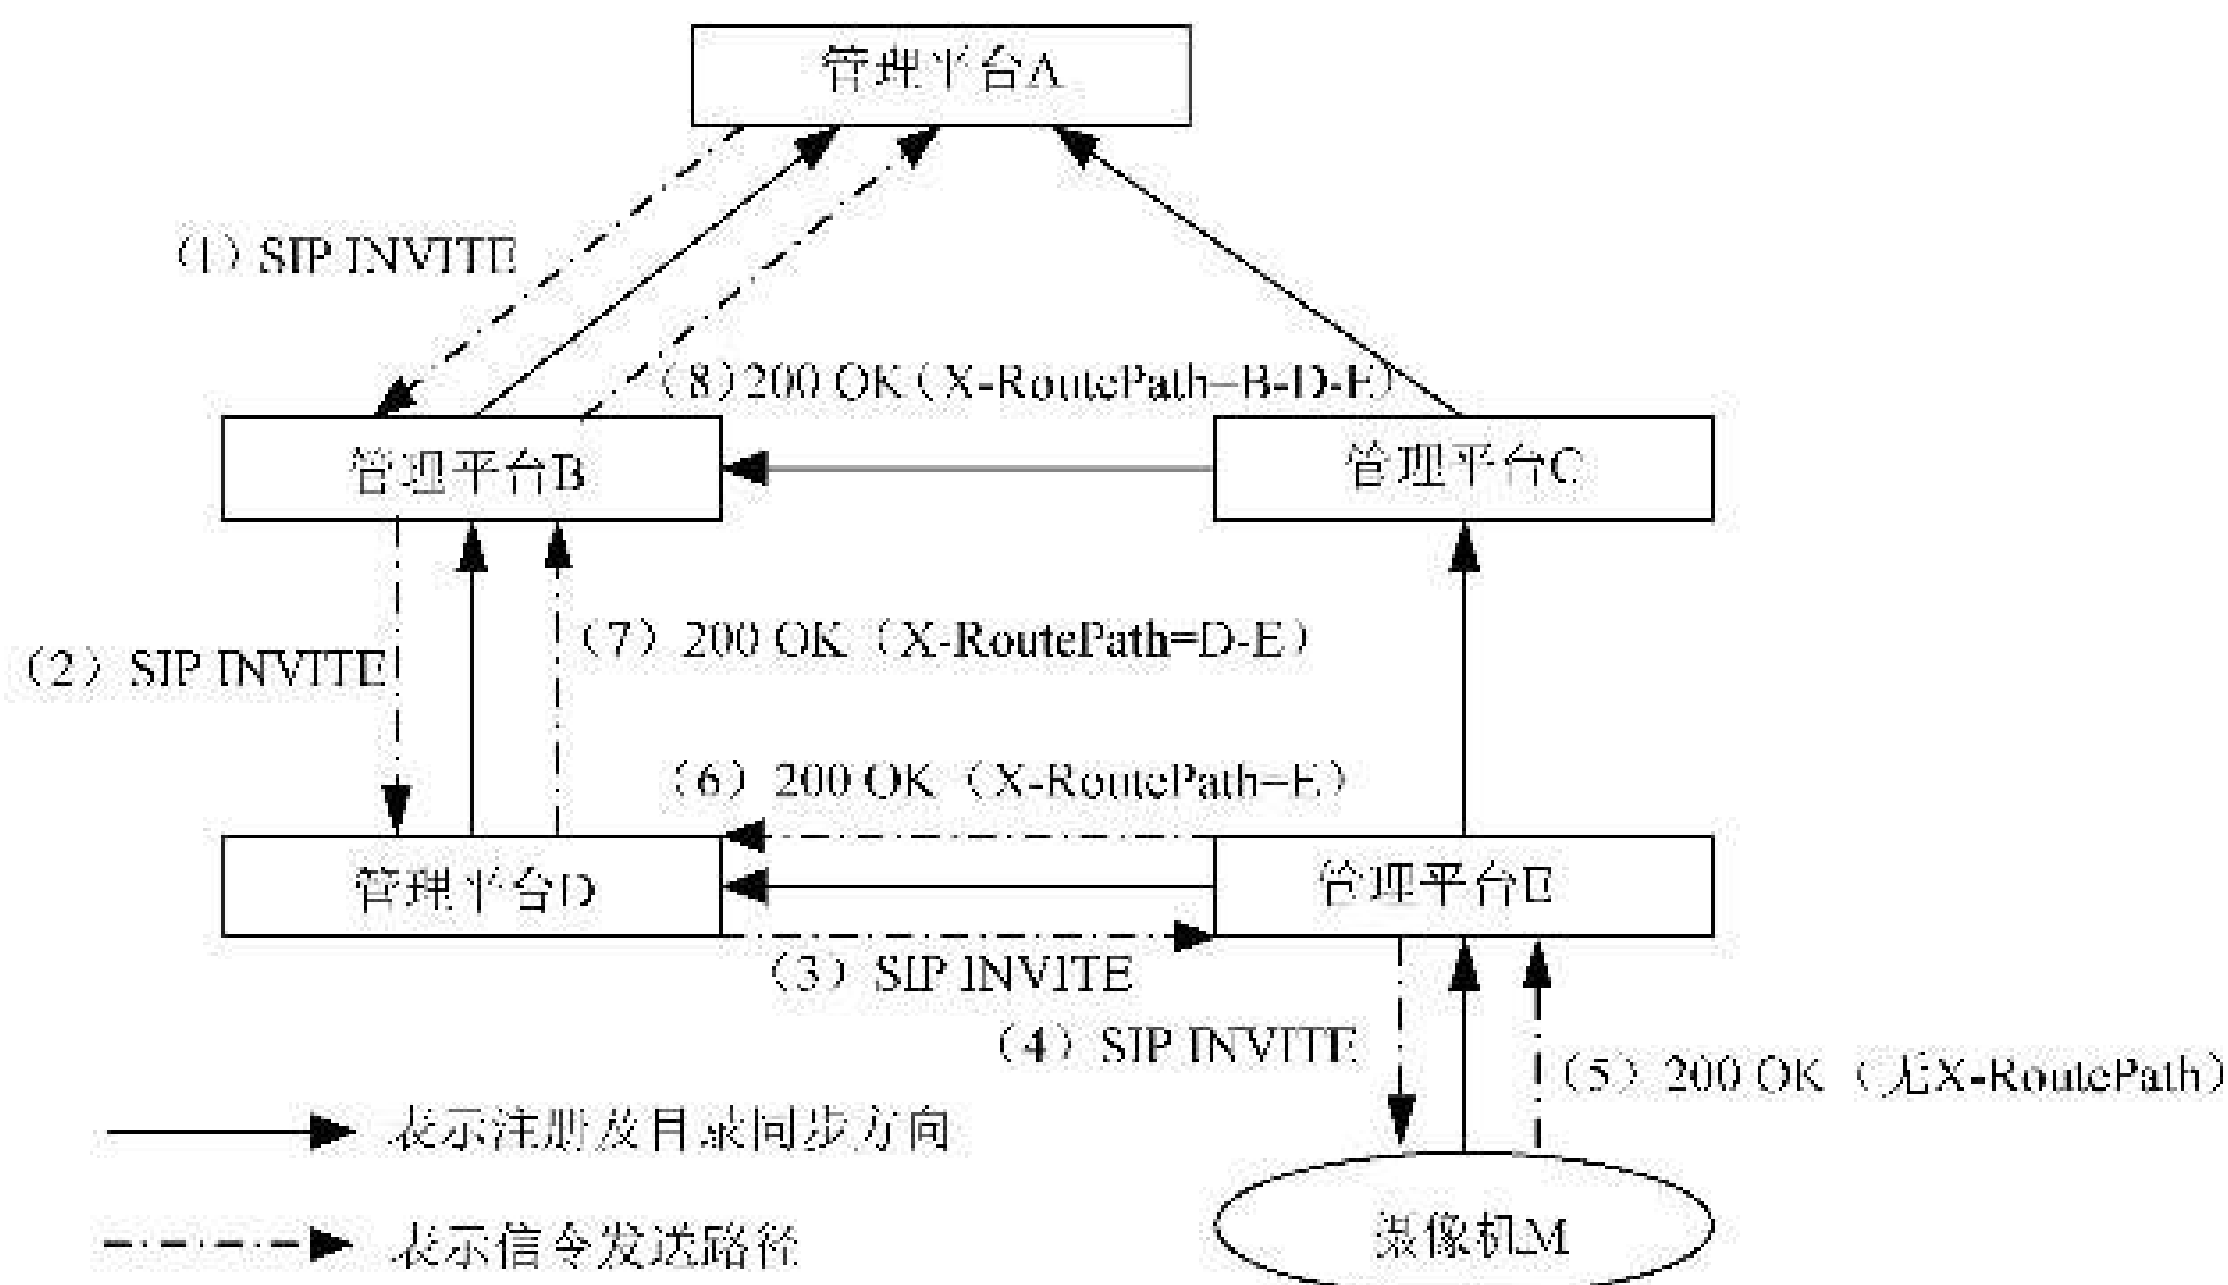 管理平台A
（1）SIP INVITE
（8）200 OK（X-RoutePath=B-D-E）
管理平台B
管理平台C
（7）200 OK（X-RoutePath=D-E）
（2）SIP INVITE
（6）200 OK（X-RoutePath=E）
管理平台D
管理平台E
（3）SIP INVITE
（4）SIP INVITE
（5）200 OK（无X-RoutePath）
表示注册及目录同步方向
表示信令发送路径
摄像机M